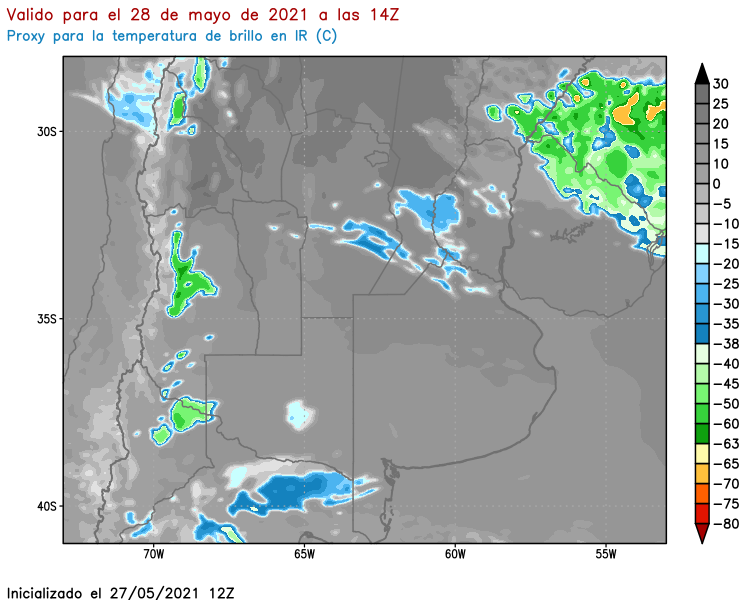 Valido para el 28 de mayo de 2021 a las 14Z
Proxy para la temperatura de brillo en IR (C)
30
25
20
15
10
5
0
−5
−10
−15
−20
−25
−30
−35
−38
−40
−45
−50
−60
−63
−65
−70
−75
−80
30S
35S
40S
70W
65W
60W
55W
Inicializado el 27/05/2021 12Z